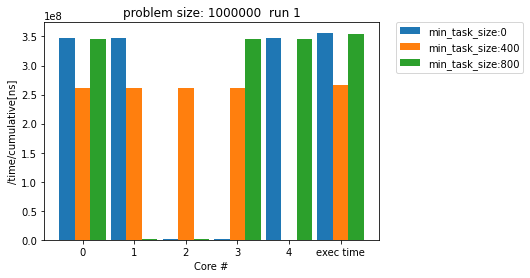 problem size: 1000000  run 1
1e8
min_task_size:0
min_task_size:400
min_task_size:800
/time/cumulative[ns]
3.5
3.0
2.5
2.0
1.5
1.0
0.5
0.0
0 1 2 3 4 exec time
Core #